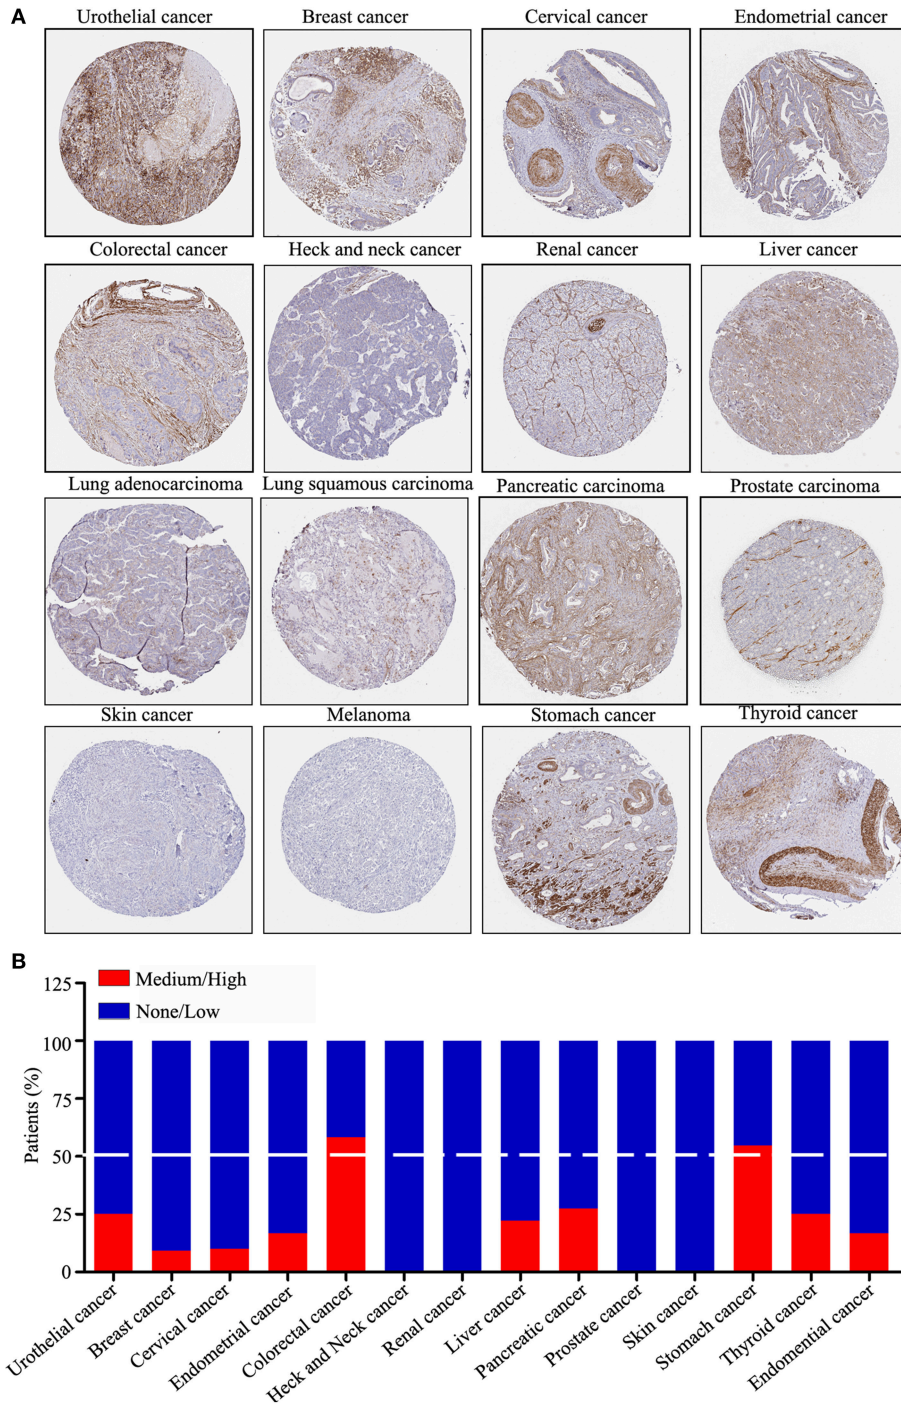 A
Urothelial cancer Breast cancer Cervical cancer Endometrial cancer
Colorectal cancer Heck and neck cancer Renal cancer Liver cancer
Lung adenocarcinoma Lung squamous carcinoma Pancreatic carcinoma Prostate carcinoma
Skin cancer Melanoma Stomach cancer Thyroid cancer
B
Medium/High
None/Low
Patients (%)
125
100
75
50
25
0
Urothelial cancer
Breast cancer
Cervical cancer
Endometrial cancer
Colorectal cancer
Heck and Neck cancer
Renal cancer
Liver cancer
Pancreatic cancer
Prostate cancer
Skin cancer
Stomach cancer
Thyroid cancer
Endomential cancer